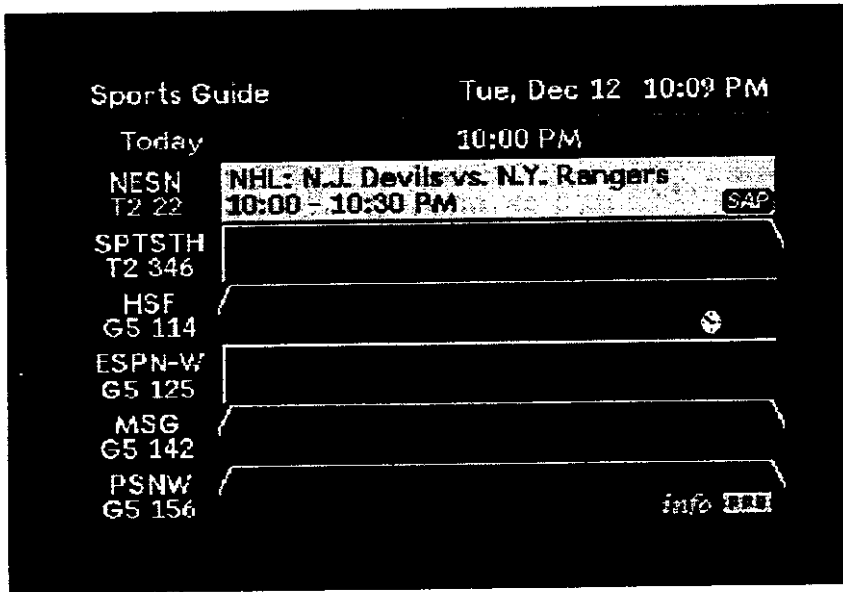 Sports Guide Tue, Dec 12 10:09 PM
Today 10:00 PM
NESN NHL: N.J. Devils vs. N.Y. Rangers
T2 22 10:00 - 10:30 PM SAP
SPTSTH
T2 346
HSF
G5 114
ESPN-W
G5 125
MSG
G5 142
PSNW
G5 156 info